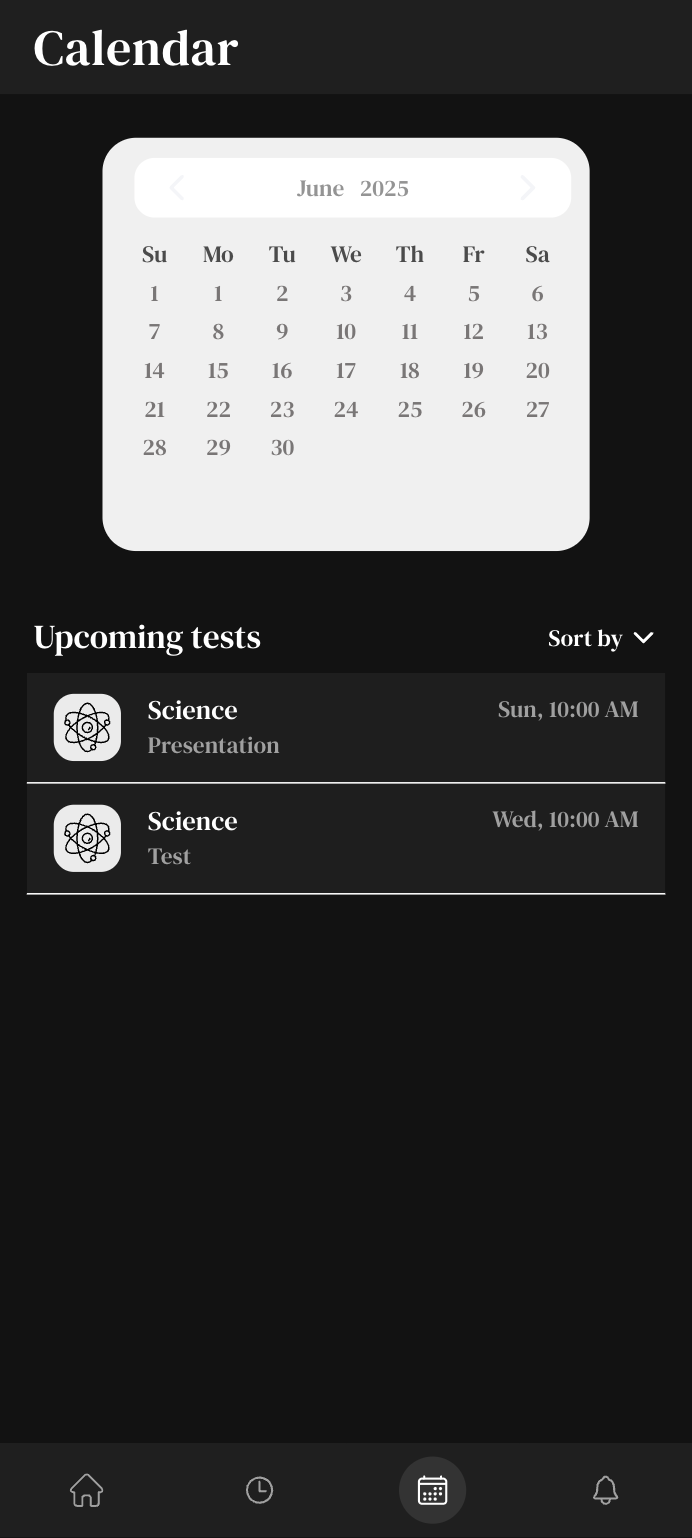 Calendar
June 2025
Su Mo Tu We Th Fr Sa
1 1 2 3 4 5 6
7 8 9 10 11 12 13
14 15 16 17 18 19 20
21 22 23 24 25 26 27
28 29 30
Upcoming tests Sort by
Science Sun, 10:00 AM
Presentation
Science Wed, 10:00 AM
Test